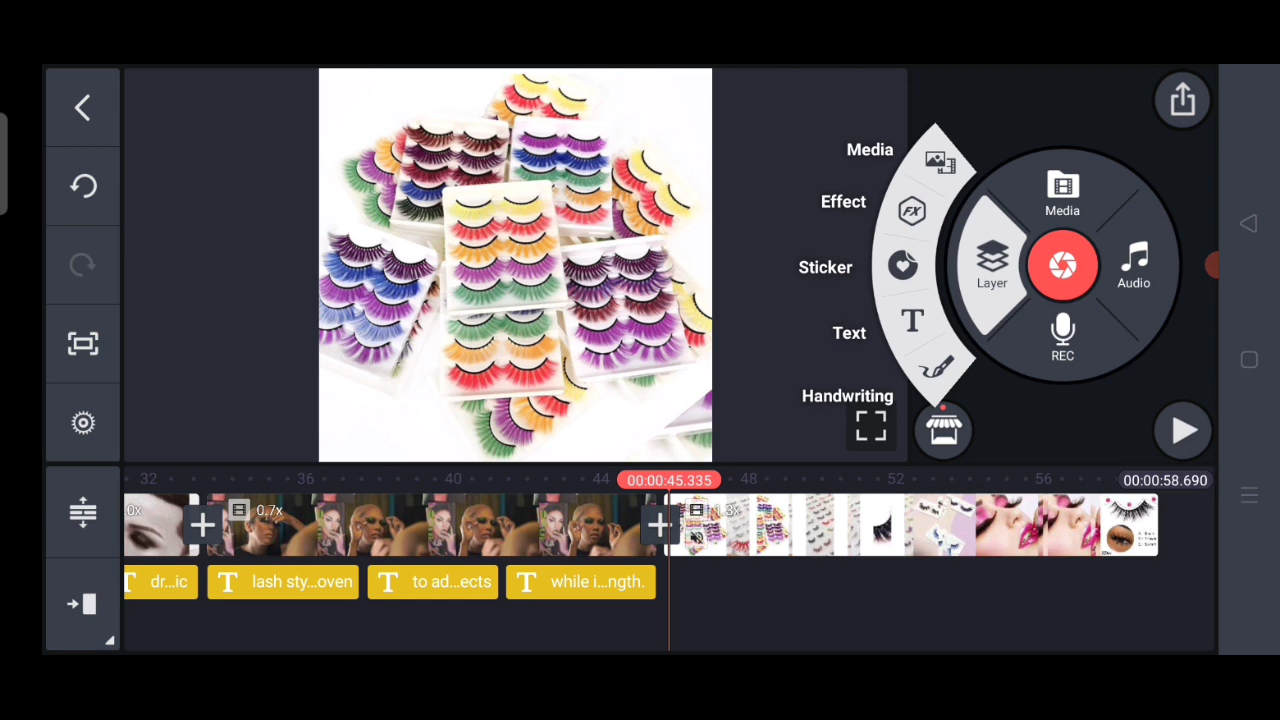 Media
Effect
Sticker
Text
Handwriting
FX
T
Media
Layer
Audio
REC
32
36
40
44
00:00:45.335
48
52
56
00:00:58.690
.0x
0.7x
1.3x
T dr...ic
T lash sty...oven
T to ad...ects
T while i...ngth.